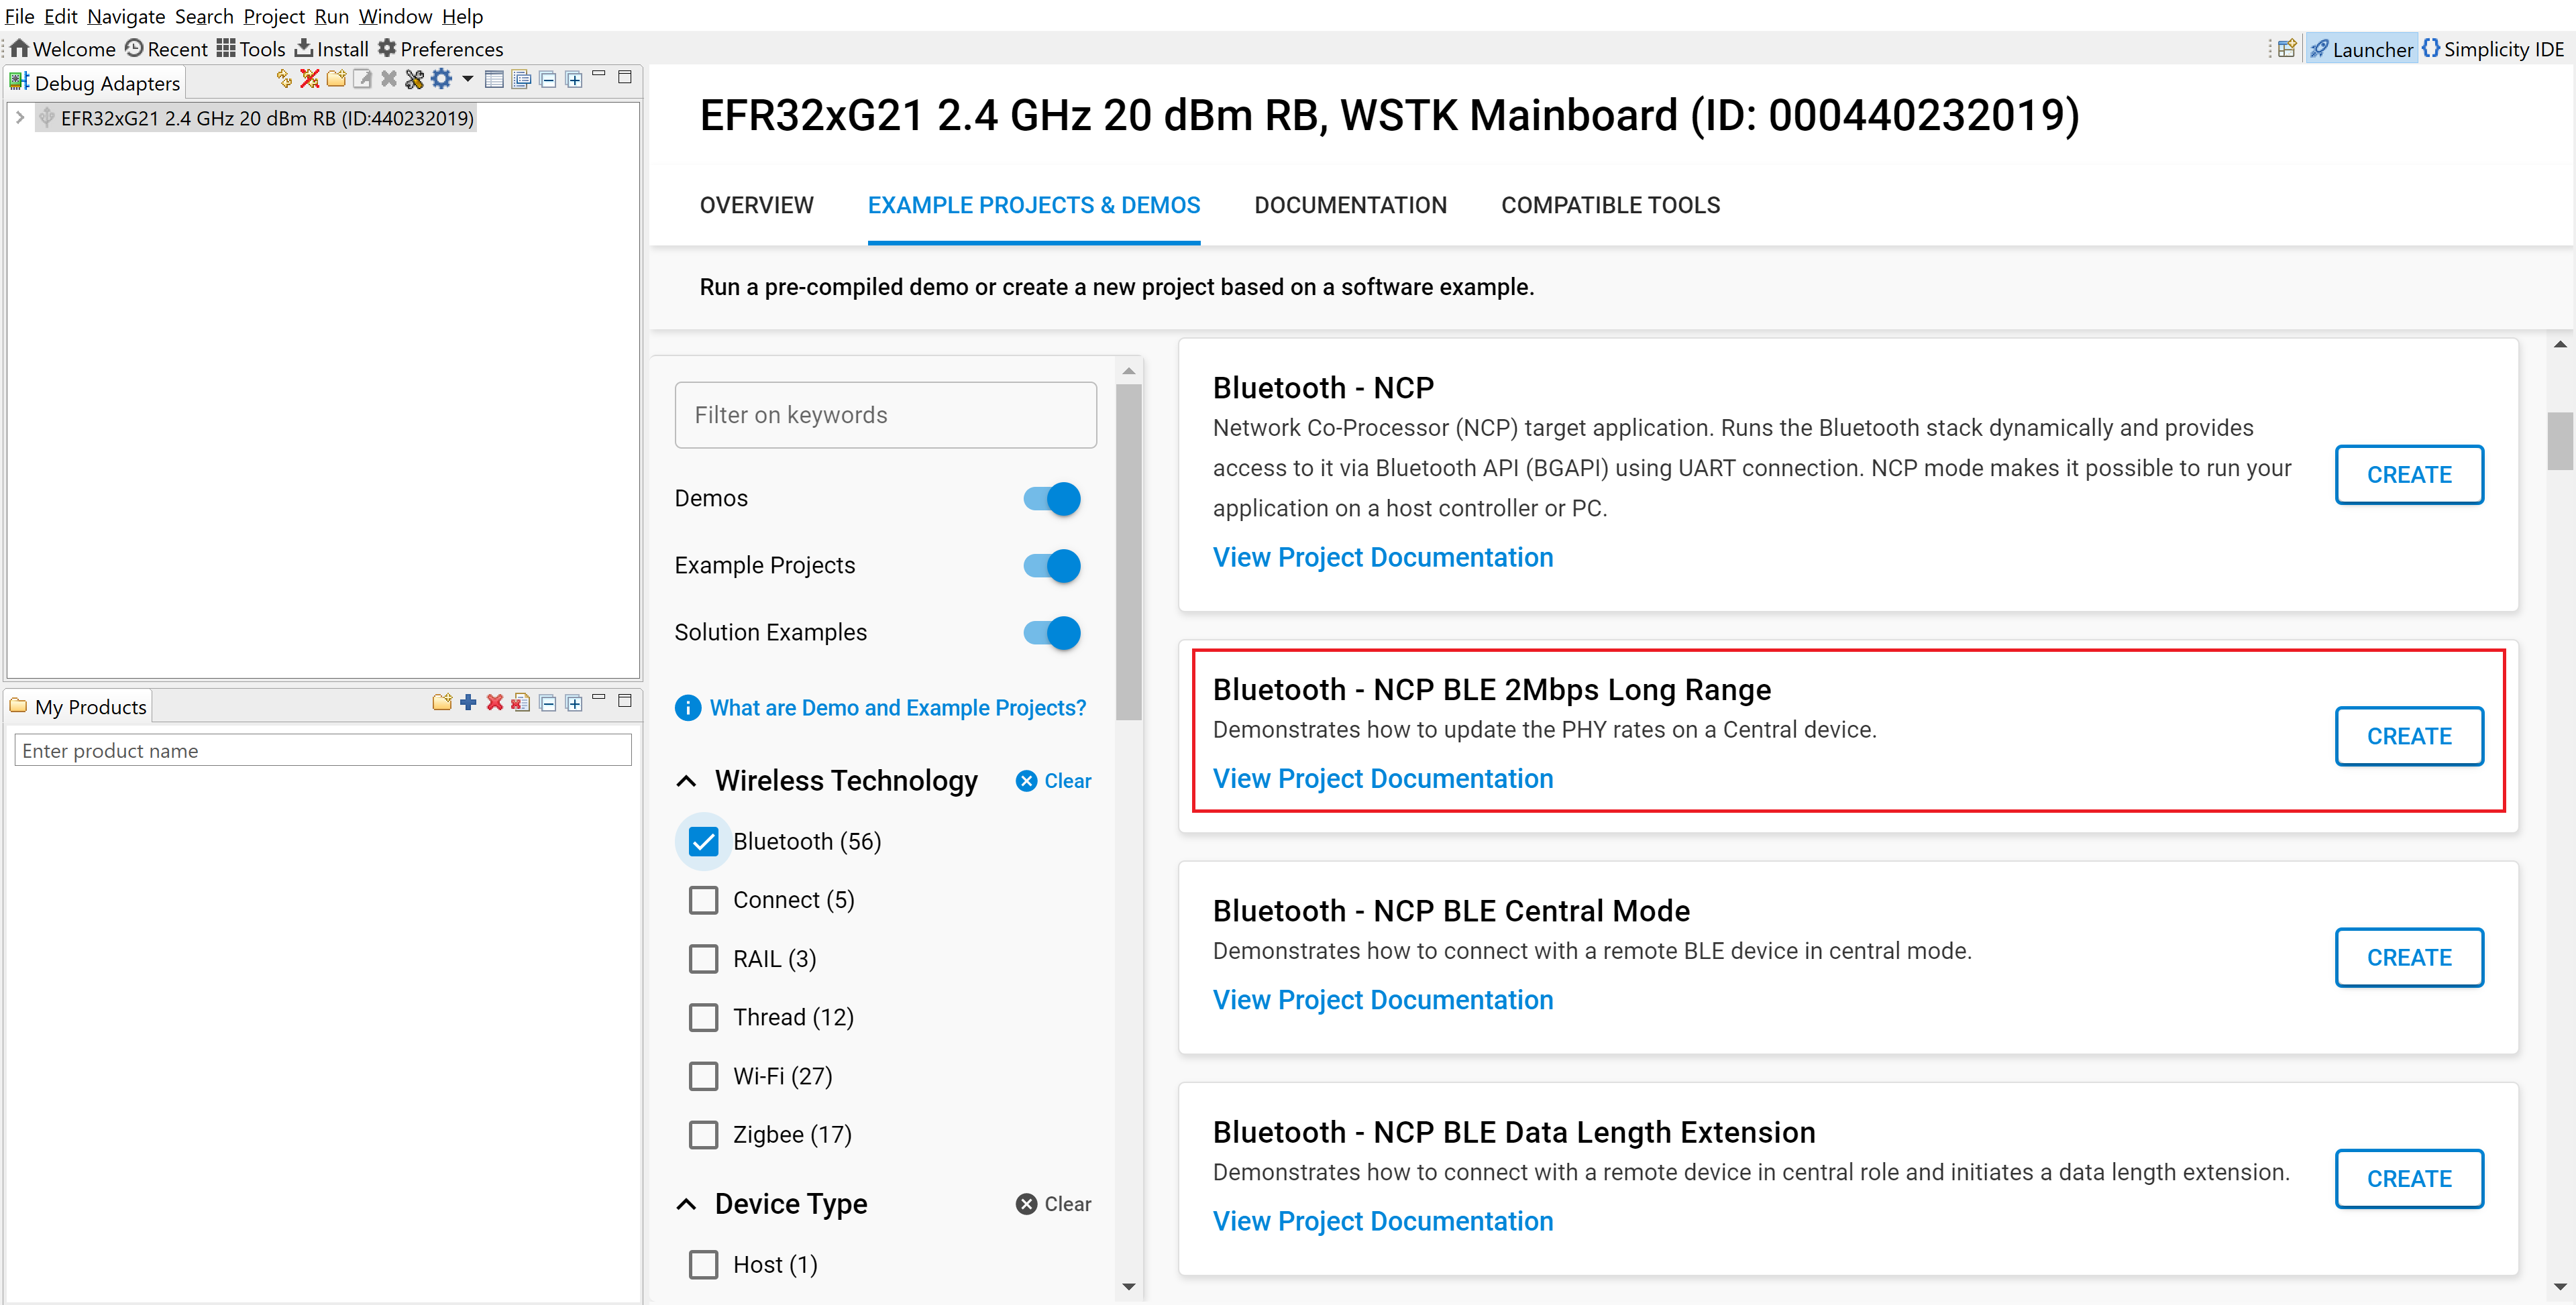 File Edit Navigate Search Project Run Window Help
Welcome Recent Tools Install Preferences
Launcher Simplicity IDE
Debug Adapters
EFR32xG21 2.4 GHz 20 dBm RB (ID:440232019)
My Products
Enter product name
EFR32xG21 2.4 GHz 20 dBm RB, WSTK Mainboard (ID: 000440232019)
OVERVIEW EXAMPLE PROJECTS & DEMOS DOCUMENTATION COMPATIBLE TOOLS
Run a pre-compiled demo or create a new project based on a software example.
Filter on keywords
Demos
Example Projects
Solution Examples
What are Demo and Example Projects?
Wireless Technology Clear
Bluetooth (56)
Connect (5)
RAIL (3)
Thread (12)
Wi-Fi (27)
Zigbee (17)
Device Type Clear
Host (1)
Bluetooth - NCP
Network Co-Processor (NCP) target application. Runs the Bluetooth stack dynamically and provides
access to it via Bluetooth API (BGAPI) using UART connection. NCP mode makes it possible to run your
application on a host controller or PC.
View Project Documentation
CREATE
Bluetooth - NCP BLE 2Mbps Long Range
Demonstrates how to update the PHY rates on a Central device.
View Project Documentation
CREATE
Bluetooth - NCP BLE Central Mode
Demonstrates how to connect with a remote BLE device in central mode.
View Project Documentation
CREATE
Bluetooth - NCP BLE Data Length Extension
Demonstrates how to connect with a remote device in central role and initiates a data length extension.
View Project Documentation
CREATE